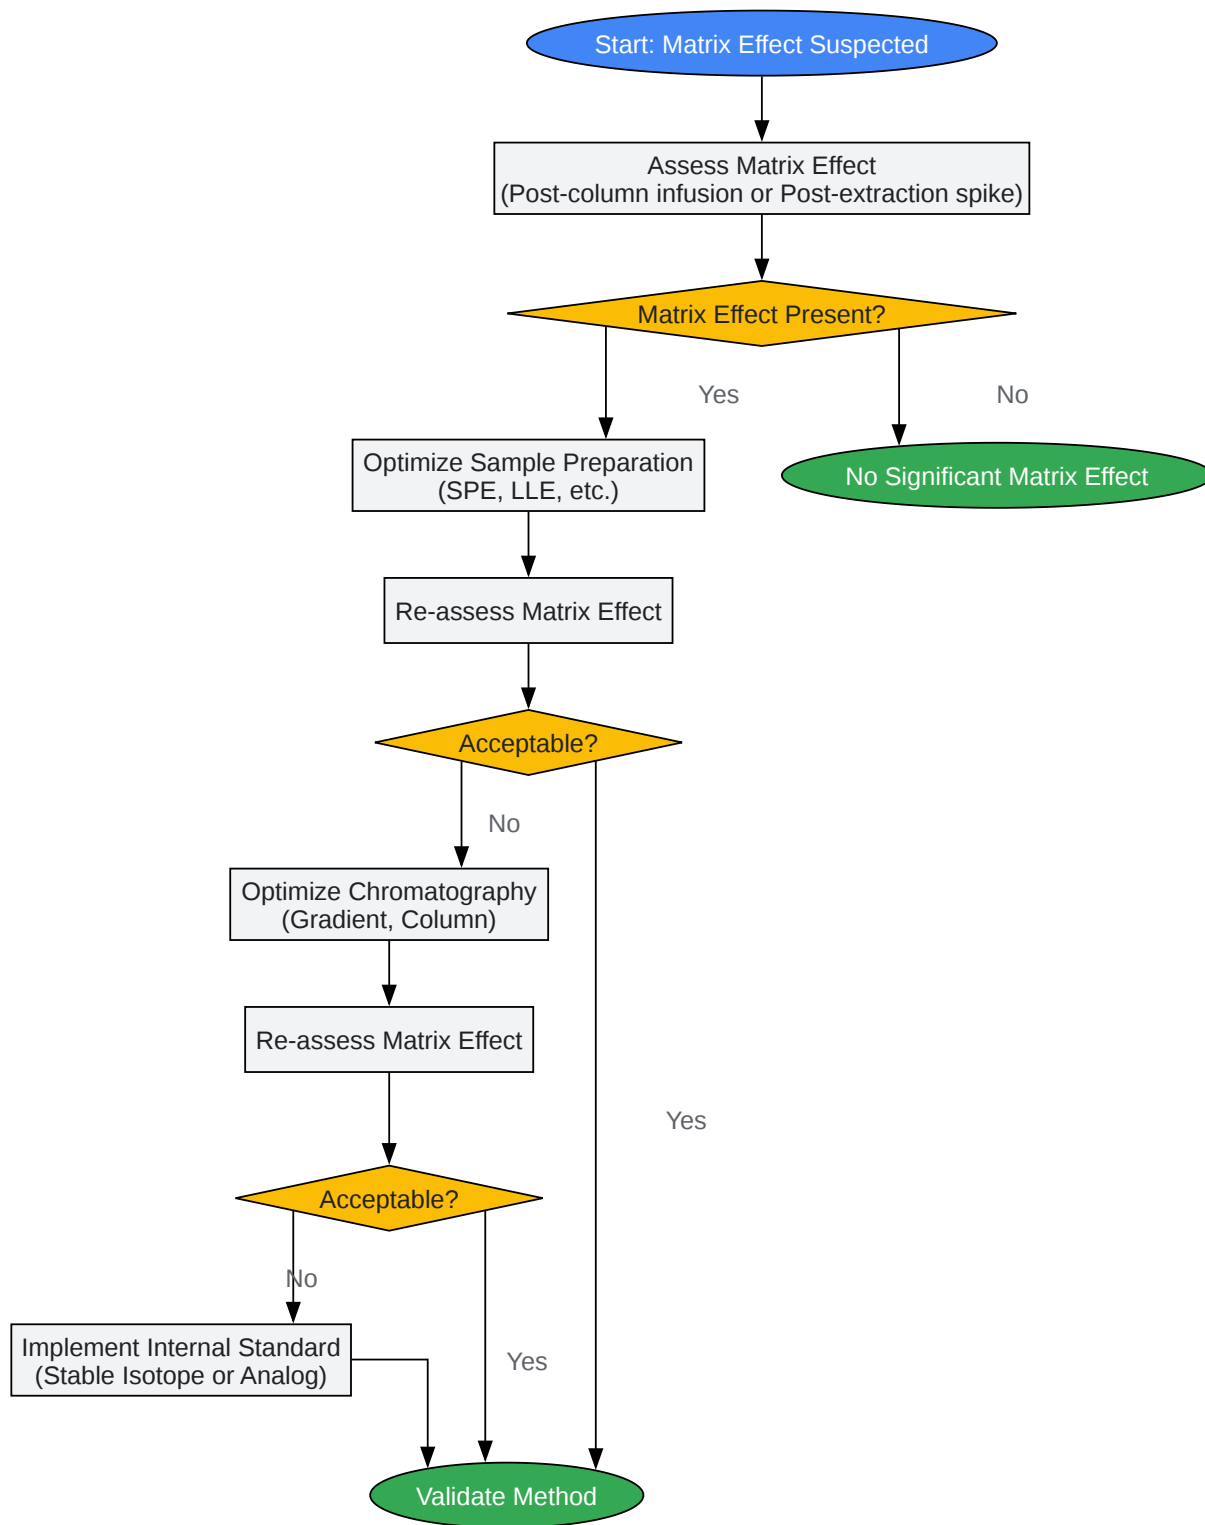 Start: Matrix Effect Suspected
Assess Matrix Effect
(Post-column infusion or Post-extraction spike)
Matrix Effect Present?
Yes
No
Optimize Sample Preparation
(SPE, LLE, etc.)
No Significant Matrix Effect
Re-assess Matrix Effect
Acceptable?
No
Optimize Chromatography
(Gradient, Column)
Re-assess Matrix Effect
Yes
Acceptable?
No
Implement Internal Standard
(Stable Isotope or Analog)
Yes
Validate Method